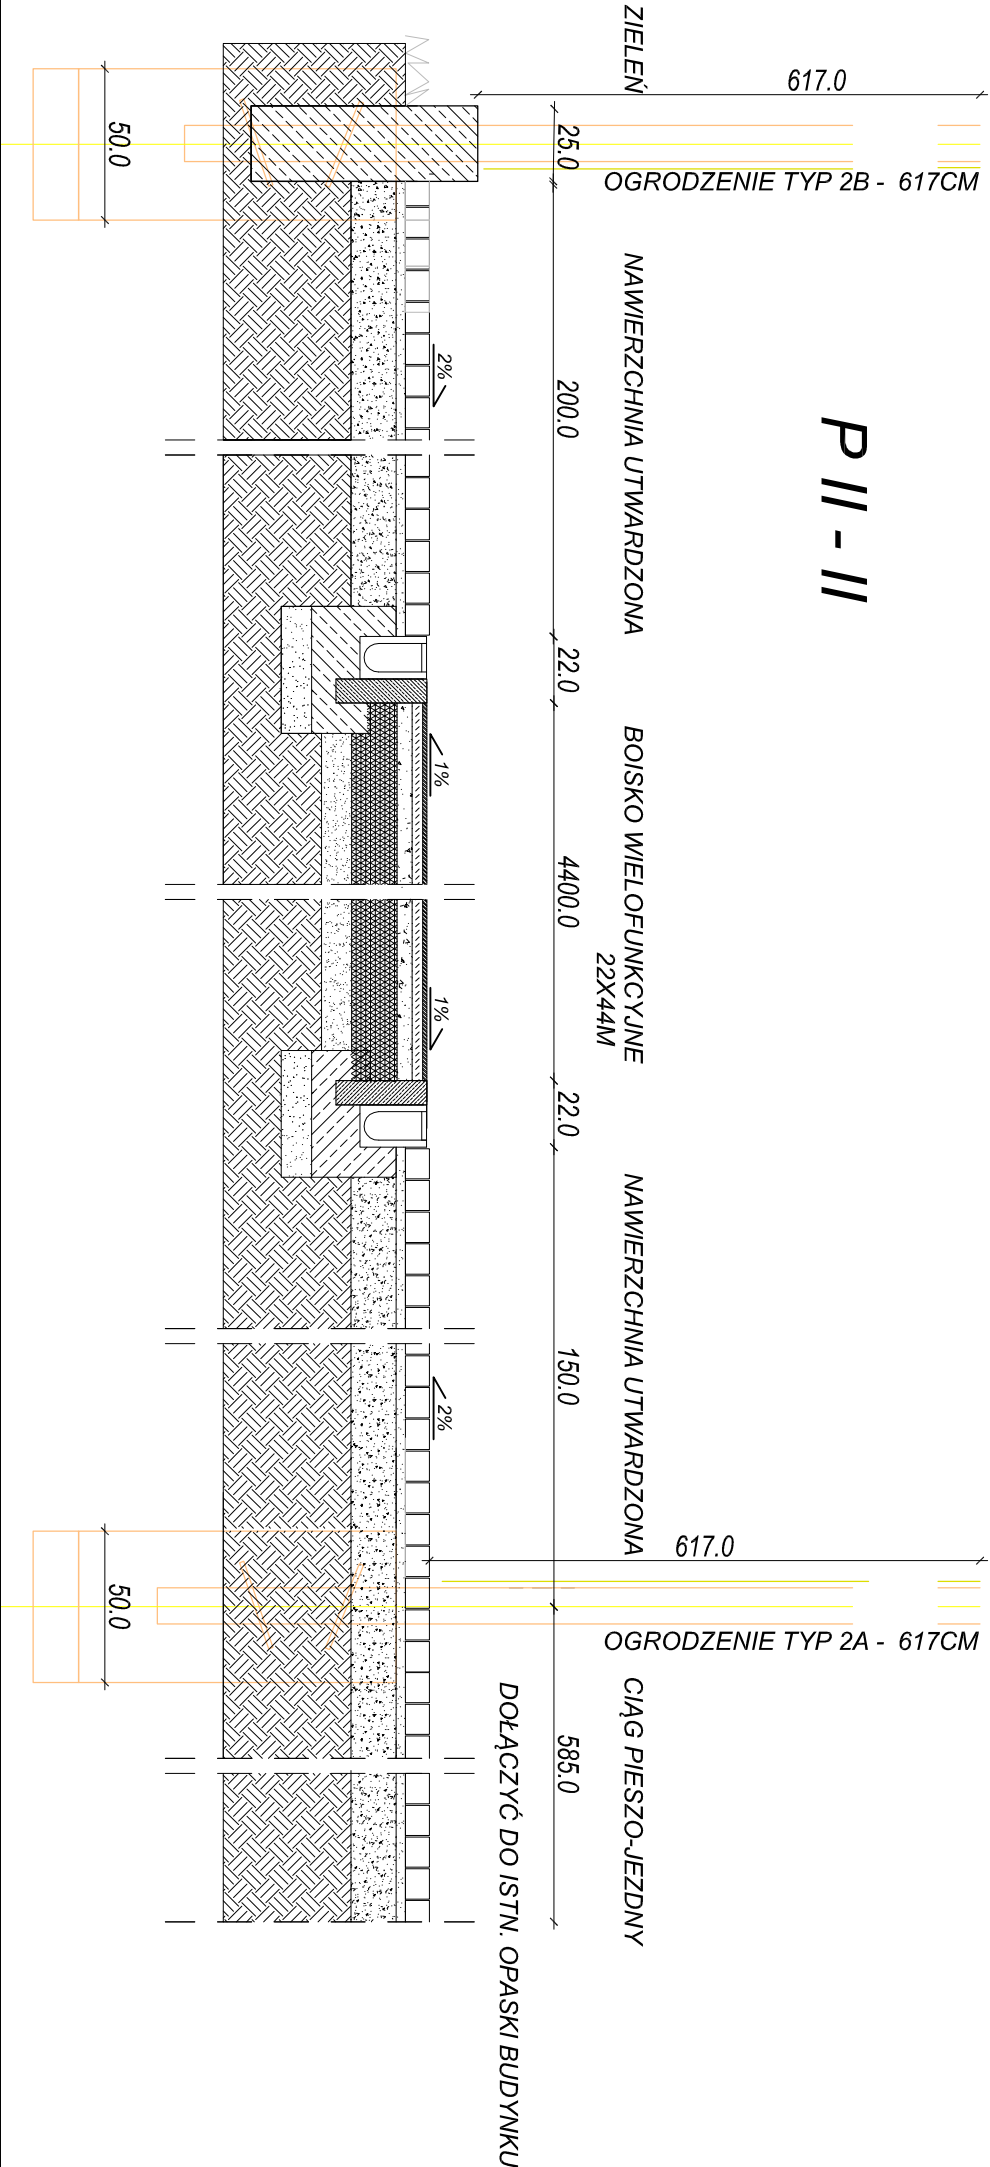 P II - II
617.0
617.0
OGRODZENIE TYP 2B - 617CM
OGRODZENIE TYP 2A - 617CM
ZIELEŃ
NAWIERZCHNIA UTWARDZONA
BOISKO WIELOFUNKCYJNE
22X44M
NAWIERZCHNIA UTWARDZONA
CIĄG PIESZO-JEZDNY
25.0
200.0
22.0
4400.0
22.0
150.0
585.0
DOŁĄCZYĆ DO ISTN. OPASKI BUDYNKU
2%
1%
1%
2%
50.0
50.0